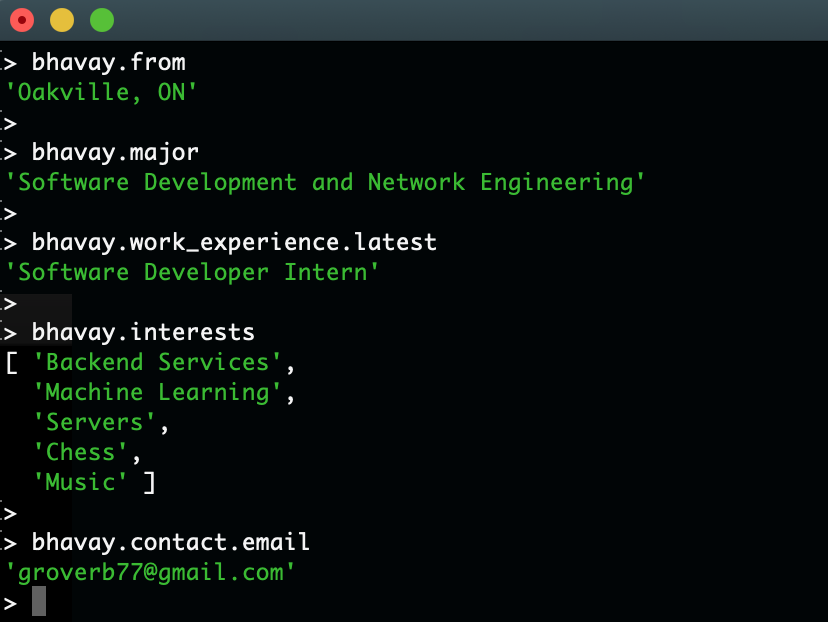 > bhavay.from
'Oakville, ON'
>
> bhavay.major
'Software Development and Network Engineering'
>
> bhavay.work_experience.latest
'Software Developer Intern'
>
> bhavay.interests
[ 'Backend Services',
'Machine Learning',
'Servers',
'Chess',
'Music' ]
>
> bhavay.contact.email
'groverb77@gmail.com'
>